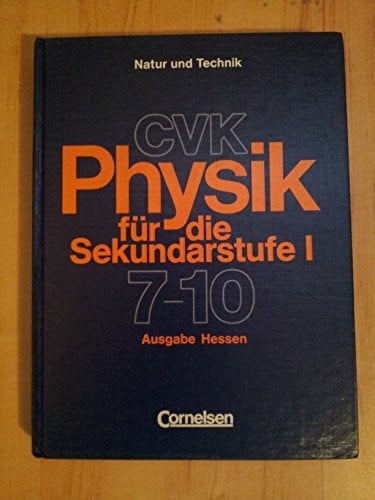 Natur und Technik
CVK
Physik
für die
Sekundarstufe I
7-10
Ausgabe Hessen
Cornelsen